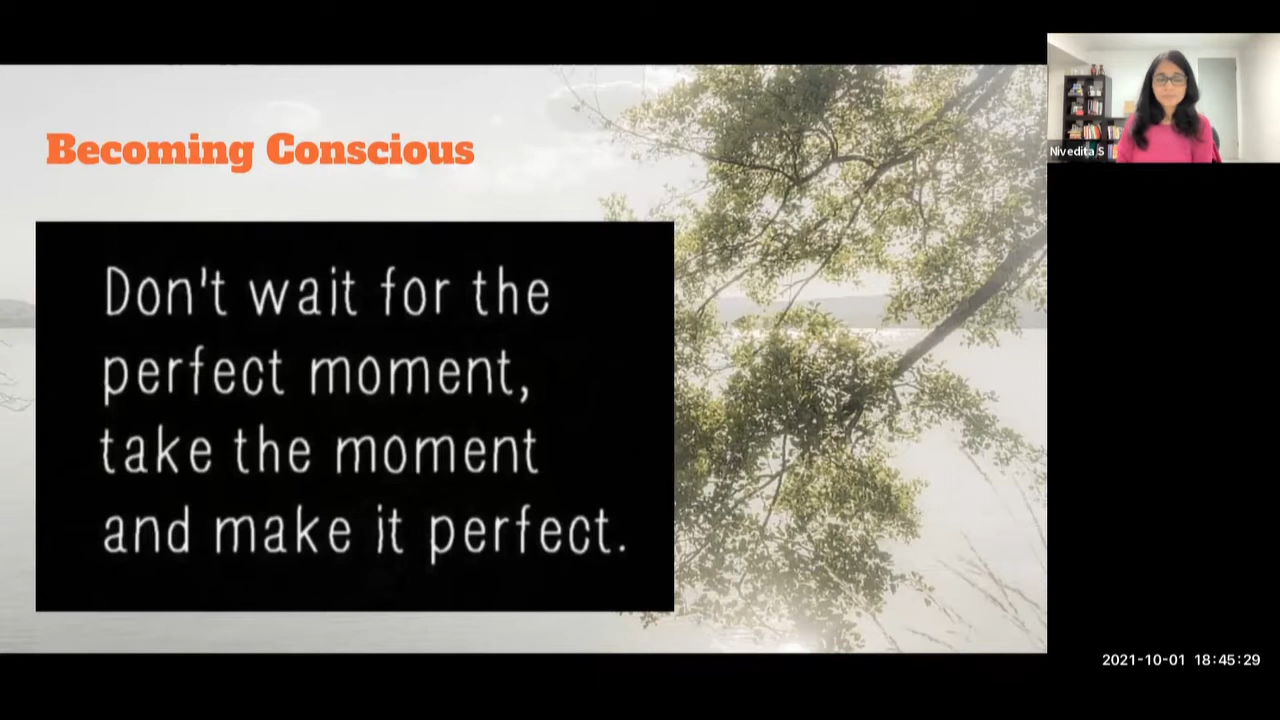 Becoming Conscious
Don't wait for the
perfect moment,
take the moment
and make it perfect.
Nivedita S
2021-10-01 18:45:29